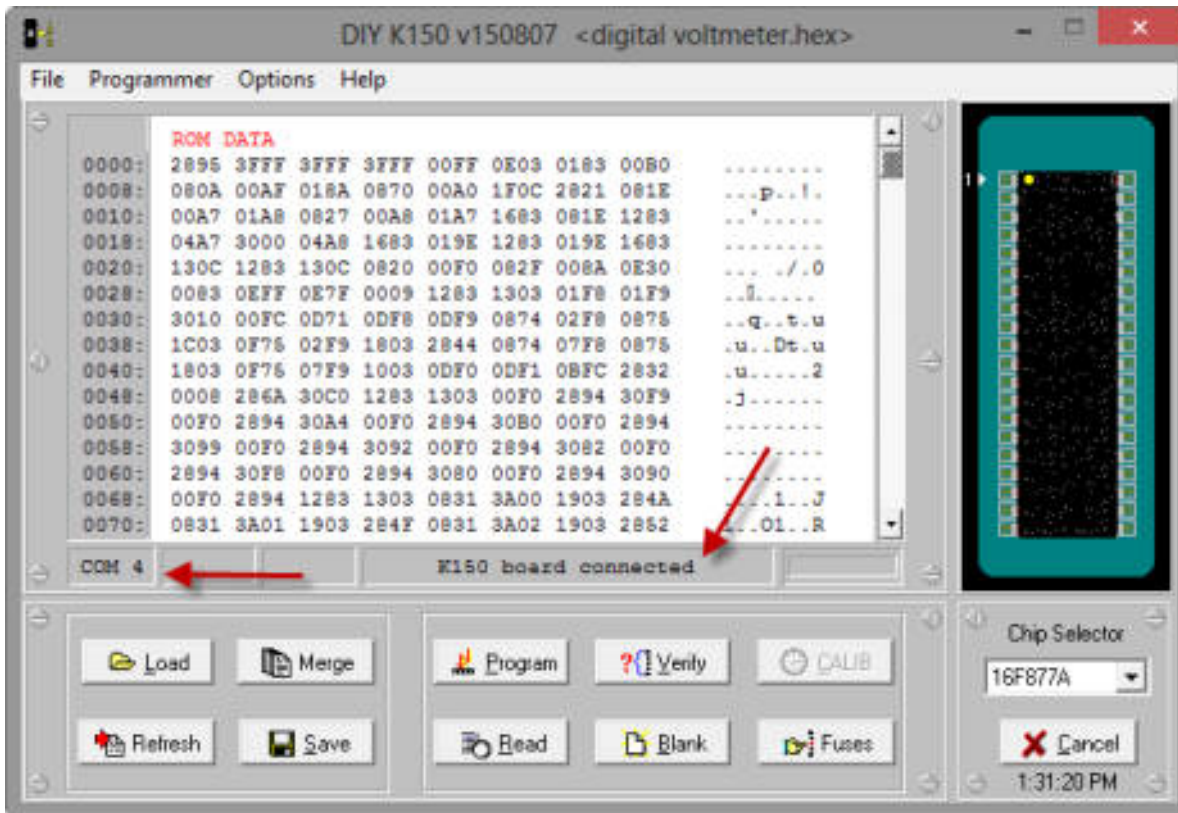 DIY K150 v150807 <digital voltmeter.hex>
File Programmer Options Help
ROM DATA
0000: 2895 3FFF 3FFF 3FFF 00FF 0E03 0183 00B0 ........
0008: 080A 00AF 018A 0870 00A0 1F0C 2821 081E ...p..!.
0010: 00A7 01A8 0827 00A8 01A7 1683 081E 1283 ..'.....
0018: 04A7 3000 04A8 1683 019E 1283 019E 1683 ........
0020: 130C 1283 130C 0820 00F0 082F 008A 0E30 ... ./.0
0028: 0083 0EFF 0E7F 0009 1283 1303 01F8 01F9 ..▯.....
0030: 3010 00FC 0D71 0DF8 0DF9 0874 02F8 0875 ..q..t.u
0038: 1C03 0F75 02F9 1803 2844 0874 07F8 0875 .u..Dt.u
0040: 1803 0F75 07F9 1003 0DF0 0DF1 0BFC 2832 .u.....2
0048: 0008 286A 30C0 1283 1303 00F0 2894 30F9 .j......
0050: 00F0 2894 30A4 00F0 2894 30B0 00F0 2894 ........
0058: 3099 00F0 2894 3092 00F0 2894 3082 00F0
0060: 2894 30F8 00F0 2894 3080 00F0 2894 3090
0068: 00F0 2894 1283 1303 0831 3A00 1903 284A ....1..J
0070: 0831 3A01 1903 284F 0831 3A02 1903 2852 1..O1..R
1
COM 4 K150 board connected
Load Merge Program Verify CALIB
Refresh Save Read Blank Fuses
Chip Selector
16F877A
Cancel
1:31:20 PM